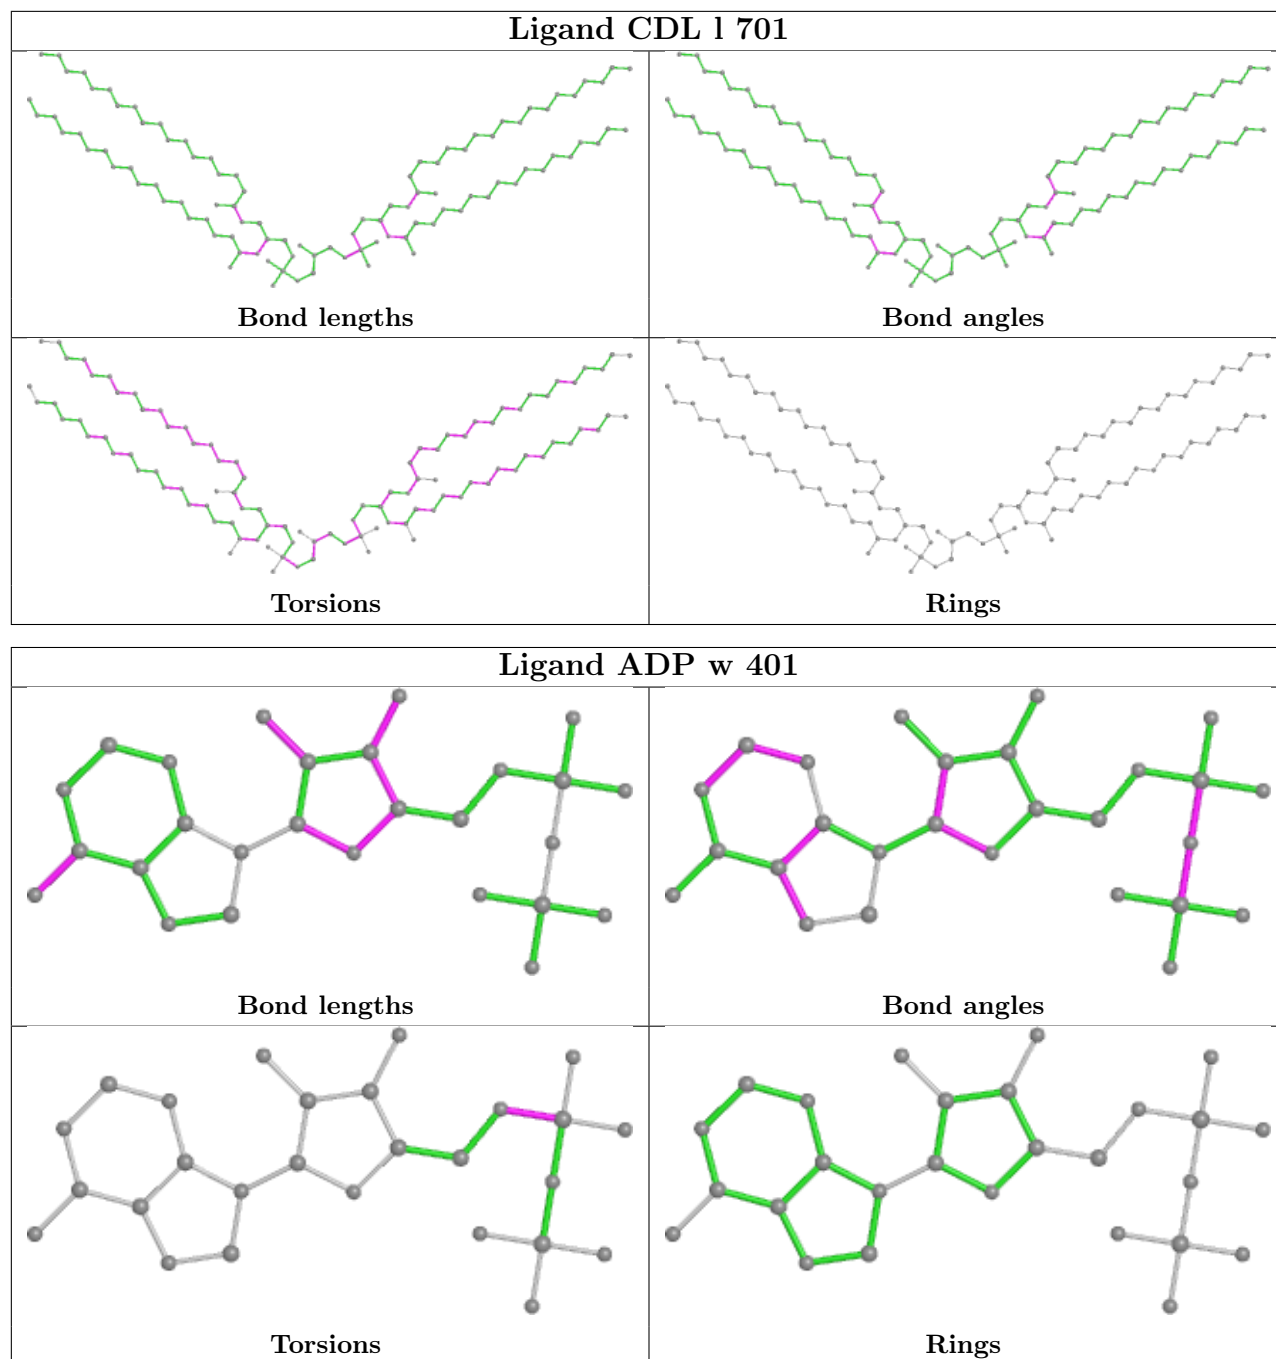 Ligand CDL l 701
Bond lengths
Bond angles
Torsions
Rings
Ligand ADP w 401
Bond lengths
Bond angles
Torsions
Rings